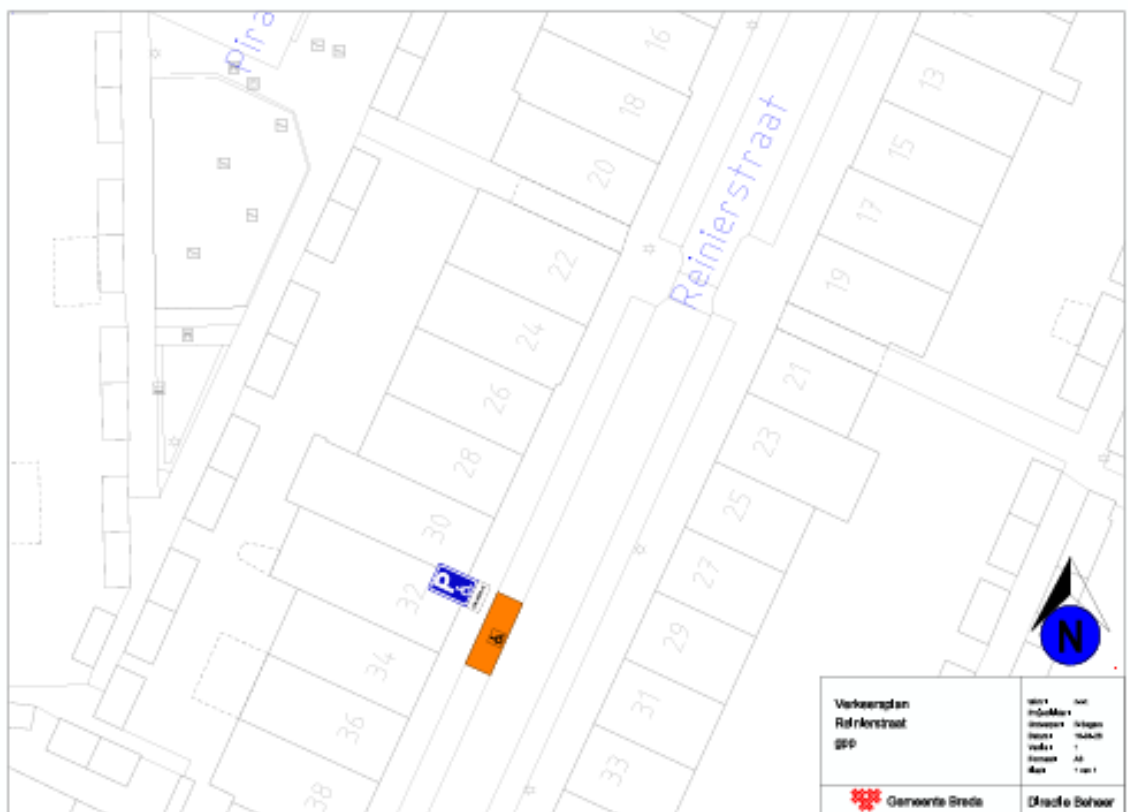 Pira
16
13
18
15
20
Reinierstraat
17
22
19
24
21
26
23
28
25
30
P
27
32
29
34
31
36
33
38
N
Verkeersplan
Reinierstraat
gpp
Gemeente Breda
Directie Beheer